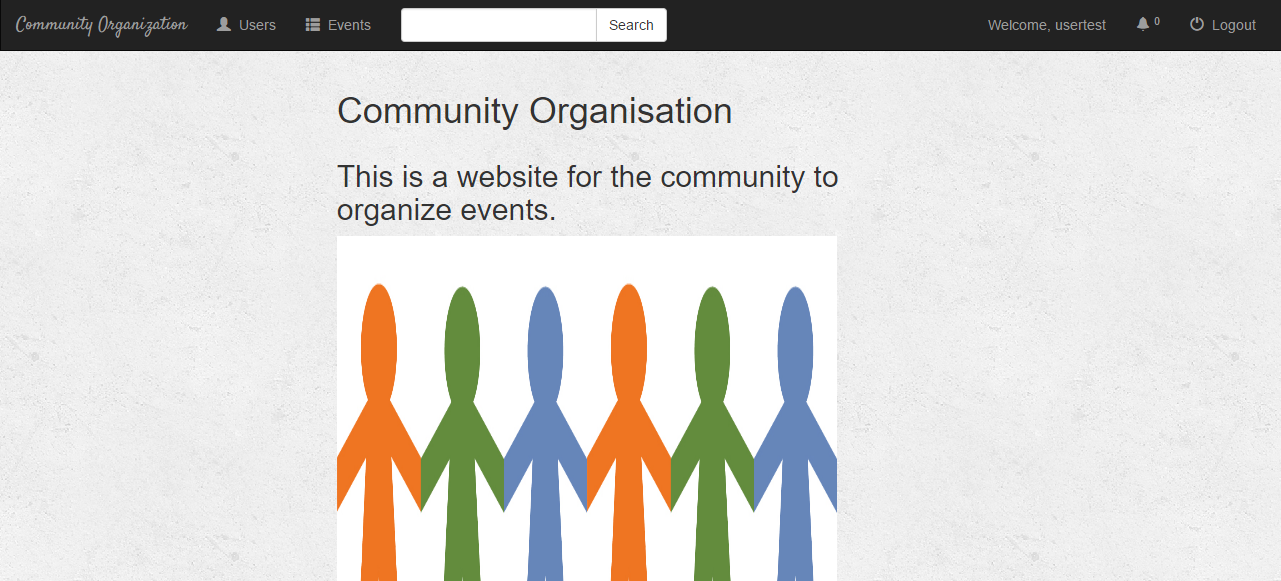 Community Organization Users Events Search Welcome, usertest 0 Logout
Community Organisation
This is a website for the community to
organize events.